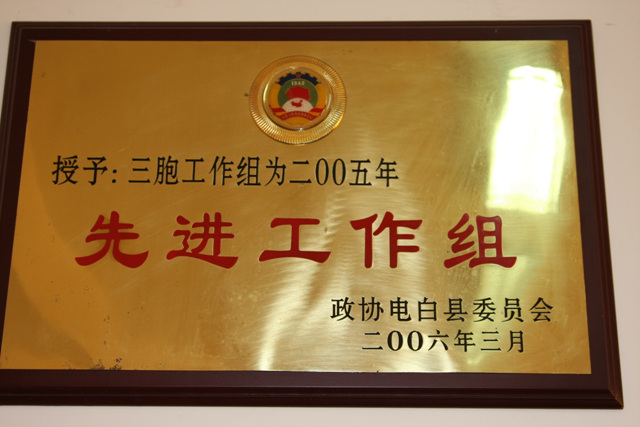 授予:三胞工作组为二00五年
先进工作组
政协电白县委员会
二00六年三月